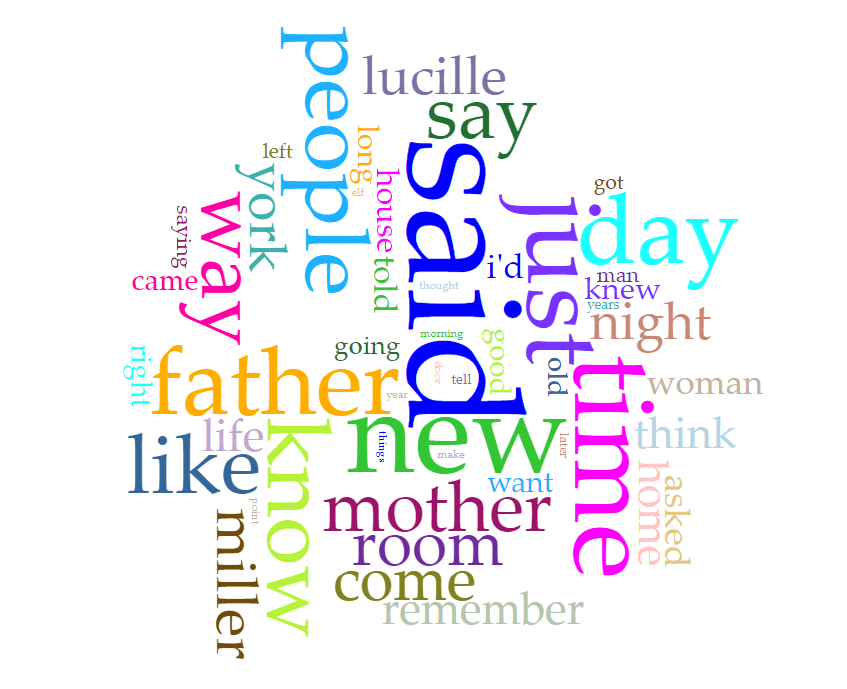 people
lucille
say
left
long
elf
york
house
said
got
just
day
saying
way
came
told
i'd
man
knew
thought
years
night
morning
going
good
right
father
door
tell
old
year
time
woman
life
like
know
new
things
make
later
think
want
home
asked
point
mother
miller
room
come
remember